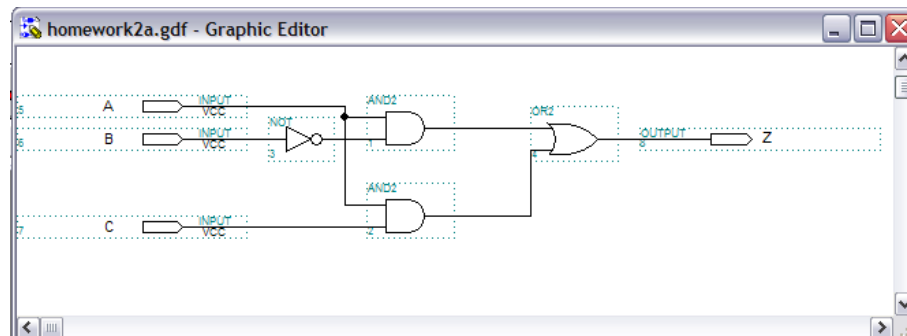 homework2a.gdf - Graphic Editor
AND2
5 A INPUT VCC
OR2
NOT
6 B INPUT VCC
3
1
4
OUTPUT
8
Z
AND2
7 C INPUT VCC
2